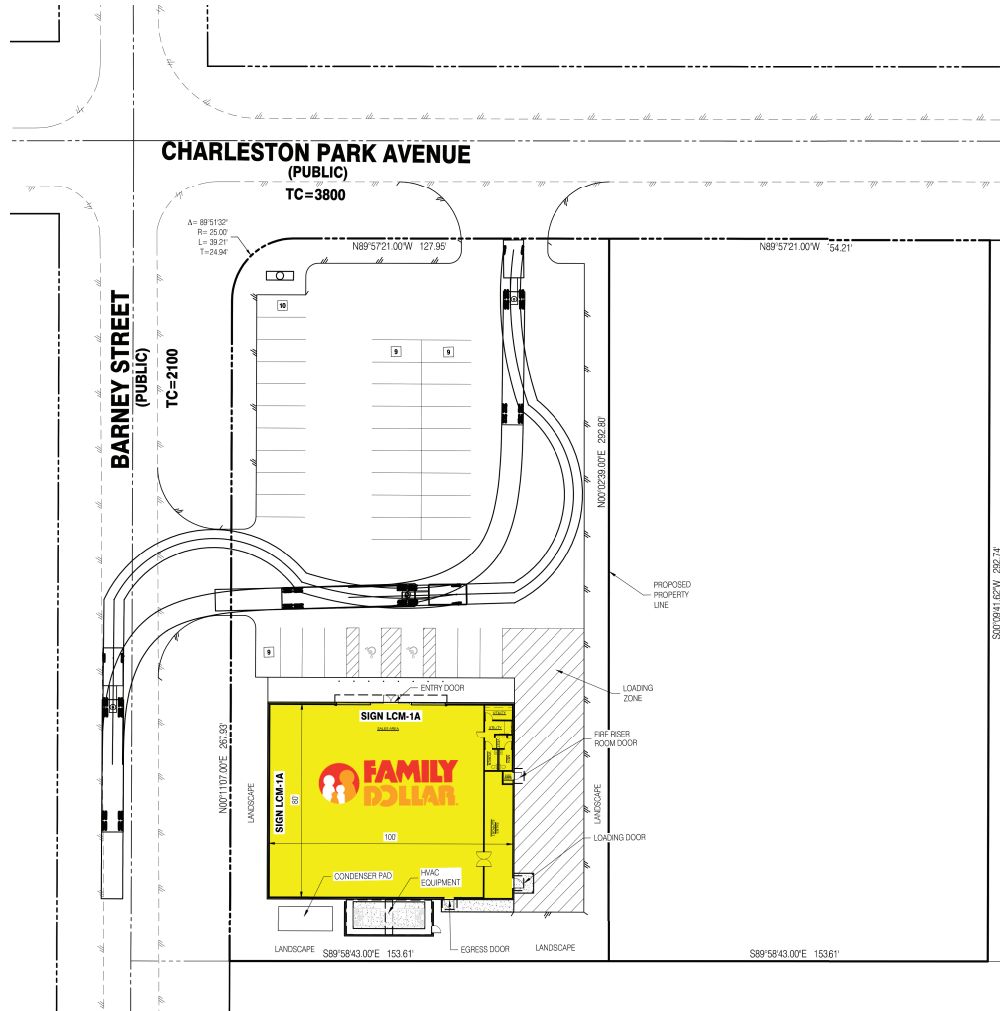 CHARLESTON PARK AVENUE
(PUBLIC)
TC=3800
Δ= 89°51'32"
R= 25.00'
L= 39.21'
T=24.94'
N89°57'21.00"W 127.95'
N89°57'21.00"W 54.21'
BARNEY STREET
(PUBLIC)
TC=2100
10
9
9
N00°02'39.00"E 292.80'
S00°09'41.62"W 292.74'
PROPOSED
PROPERTY
LINE
9
LOADING
ZONE
ENTRY DOOR
SIGN LCM-1A
SALES AREA
UTILITY
FIRF RISER
ROOM DOOR
N00°11'07.00"E 267.93'
LANDSCAPE
SIGN LCM-1A
80'
FAMILY
DOLLAR
100'
LANDSCAPE
LOADING DOOR
CONDENSER PAD
HVAC
EQUIPMENT
LANDSCAPE
EGRESS DOOR
LANDSCAPE
S89°58'43.00"E 153.61'
S89°58'43.00"E 153.61'